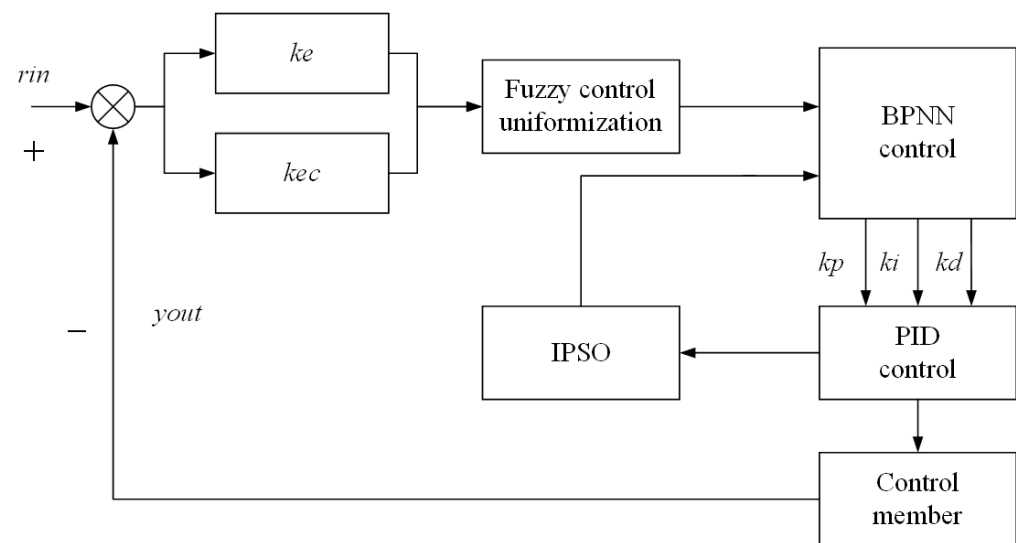 ke
rin
Fuzzy control
uniformization
BPNN
control
+
kec
kp ki kd
− yout
IPSO
PID
control
Control
member